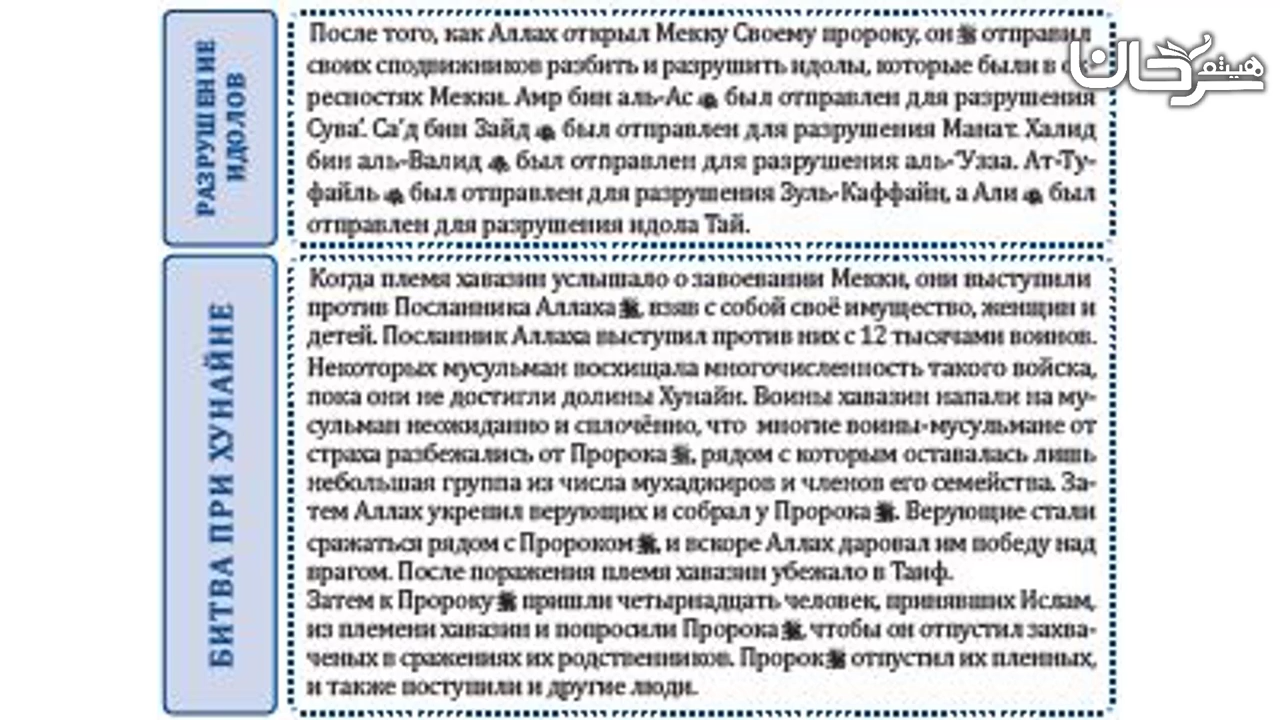 РАЗРУШЕНИЕ
ИДОЛОВ
После того, как Аллах открыл Мекку Своему пророку, он ﷺ отправил
своих сподвижников разбить и разрушить идолы, которые были в ок-
ресностях Мекки. Амр бин аль-Ас был отправлен для разрушения
Сува‘. Са‘д бин Зайд был отправлен для разрушения Манат. Халид
бин аль-Валид был отправлен для разрушения аль-‘Узза. Ат-Ту-
файль был отправлен для разрушения Зуль-Каффайн, а Али был
отправлен для разрушения идола Тай.
БИТВА ПРИ ХУНАЙНЕ
Когда племя хавазин услышало о завоевании Мекки, они выступили
против Посланника Аллаха ﷺ, взяв с собой своё имущество, женщин и
детей. Посланник Аллаха выступил против них с 12 тысячами воинов.
Некоторых мусульман восхищала многочисленность такого войска,
пока они не достигли долины Хунайн. Воины хавазин напали на му-
сульман неожиданно и сплочённо, что многие воины-мусульмане от
страха разбежались от Пророка ﷺ, рядом с которым оставалась лишь
небольшая группа из числа мухаджиров и членов его семейства. За-
тем Аллах укрепил верующих и собрал у Пророка ﷺ. Верующие стали
сражаться рядом с Пророком ﷺ, и вскоре Аллах даровал им победу над
врагом. После поражения племя хавазин убежало в Таиф.
Затем к Пророку ﷺ пришли четырнадцать человек, принявших Ислам,
из племени хавазин и попросили Пророка ﷺ, чтобы он отпустил захва-
ченых в сражениях их родственников. Пророк ﷺ отпустил их пленных,
и также поступили и другие люди.